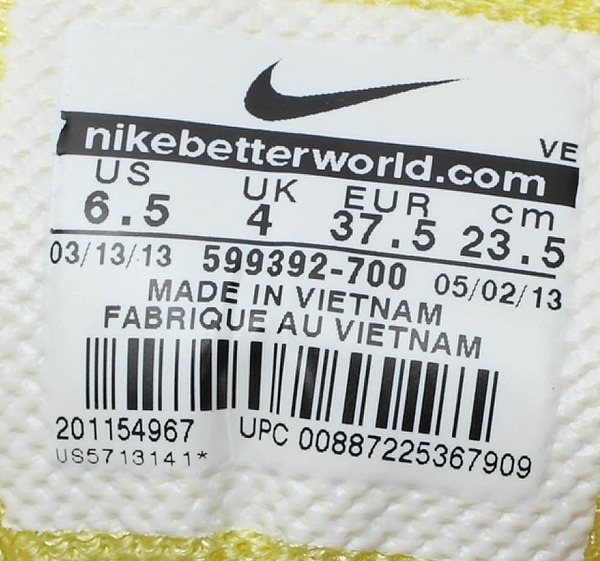 VE
nikebetterworld.com
US UK EUR cm
6.5 4 37.5 23.5
03/13/13 599392-700 05/02/13
MADE IN VIETNAM
FABRIQUE AU VIETNAM
201154967 UPC 00887225367909
US5713141*